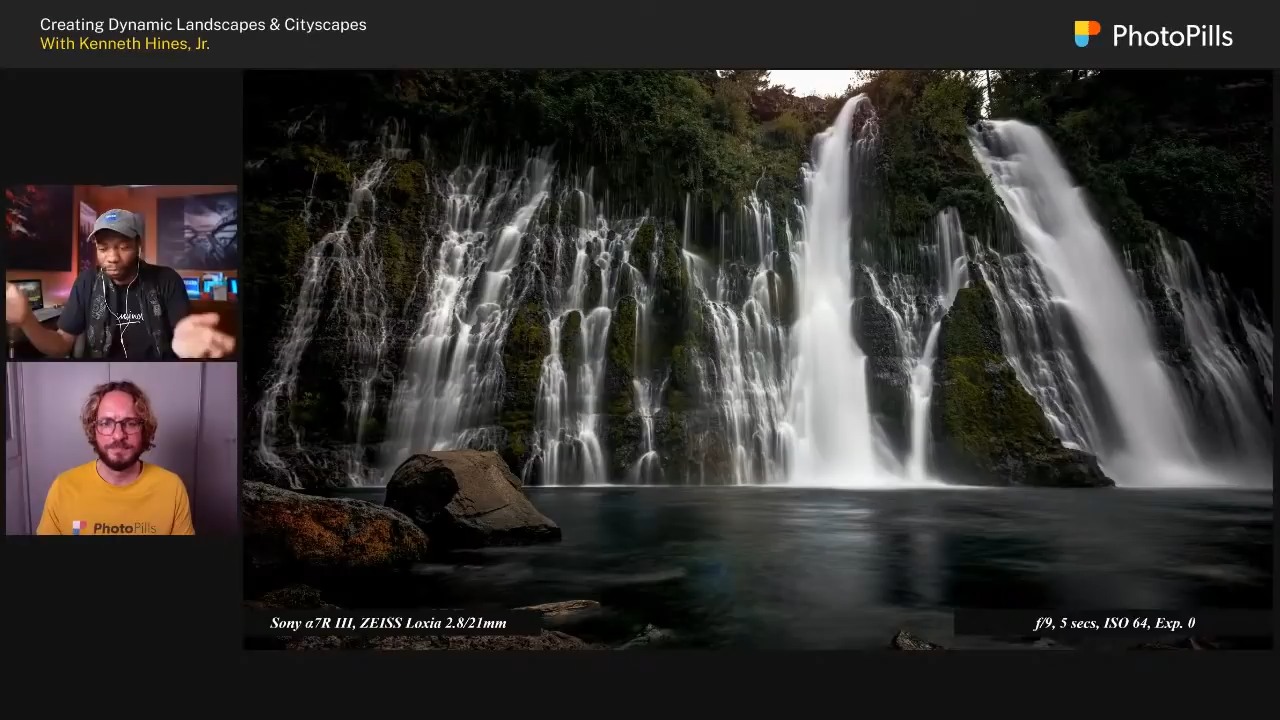 Creating Dynamic Landscapes & Cityscapes
With Kenneth Hines, Jr.
PhotoPills
PhotoPills
Sony α7R III, ZEISS Loxia 2.8/21mm
f/9, 5 secs, ISO 64, Exp. 0